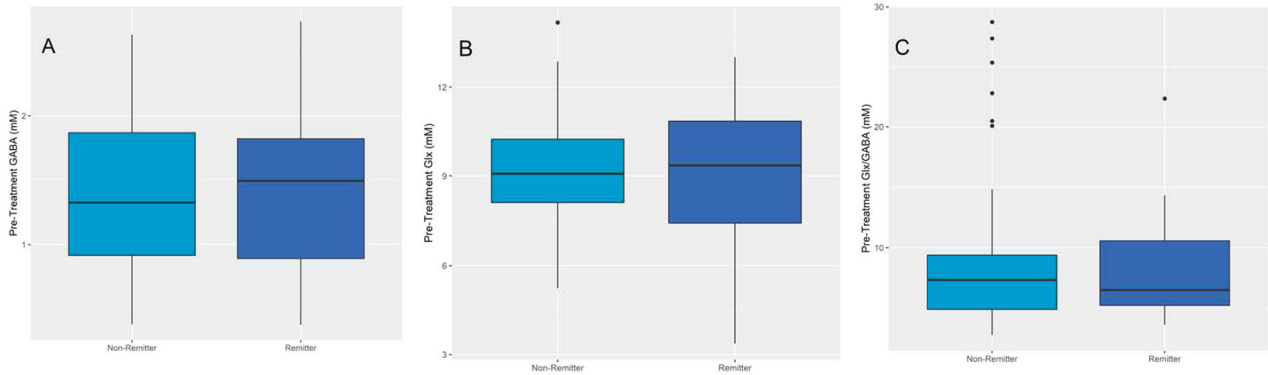 A
Pre-Treatment GABA (mM)
2
1
Non-Remitter
Remitter
B
Pre-Treatment Glx (mM)
12
9
6
3
Non-Remitter
Remitter
C
Pre-Treatment Glx/GABA (mM)
30
20
10
Non-Remitter
Remitter